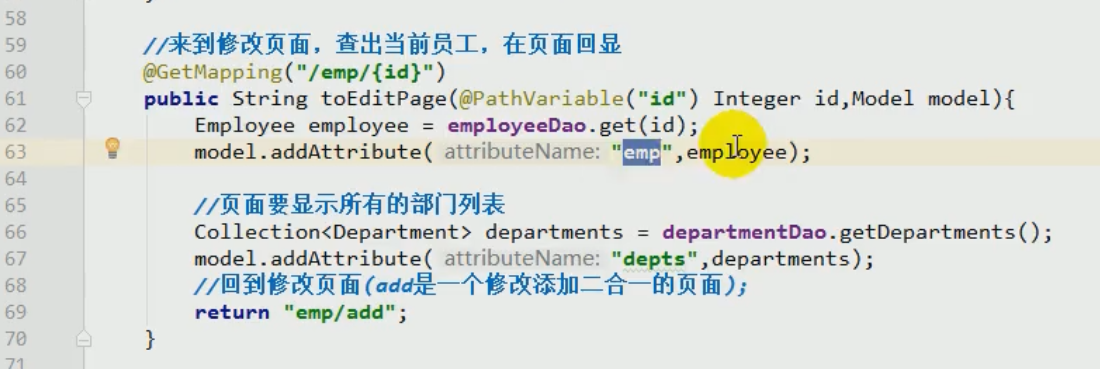 58
59 //来到修改页面，查出当前员工，在页面回显
60 @GetMapping("/emp/{id}")
61 public String toEditPage(@PathVariable("id") Integer id,Model model){
62 Employee employee = employeeDao.get(id);
63 model.addAttribute( attributeName: "emp",employee);
64
65 //页面要显示所有的部门列表
66 Collection<Department> departments = departmentDao.getDepartments();
67 model.addAttribute( attributeName: "depts",departments);
68 //回到修改页面(add是一个修改添加二合一的页面);
69 return "emp/add";
70 }
71